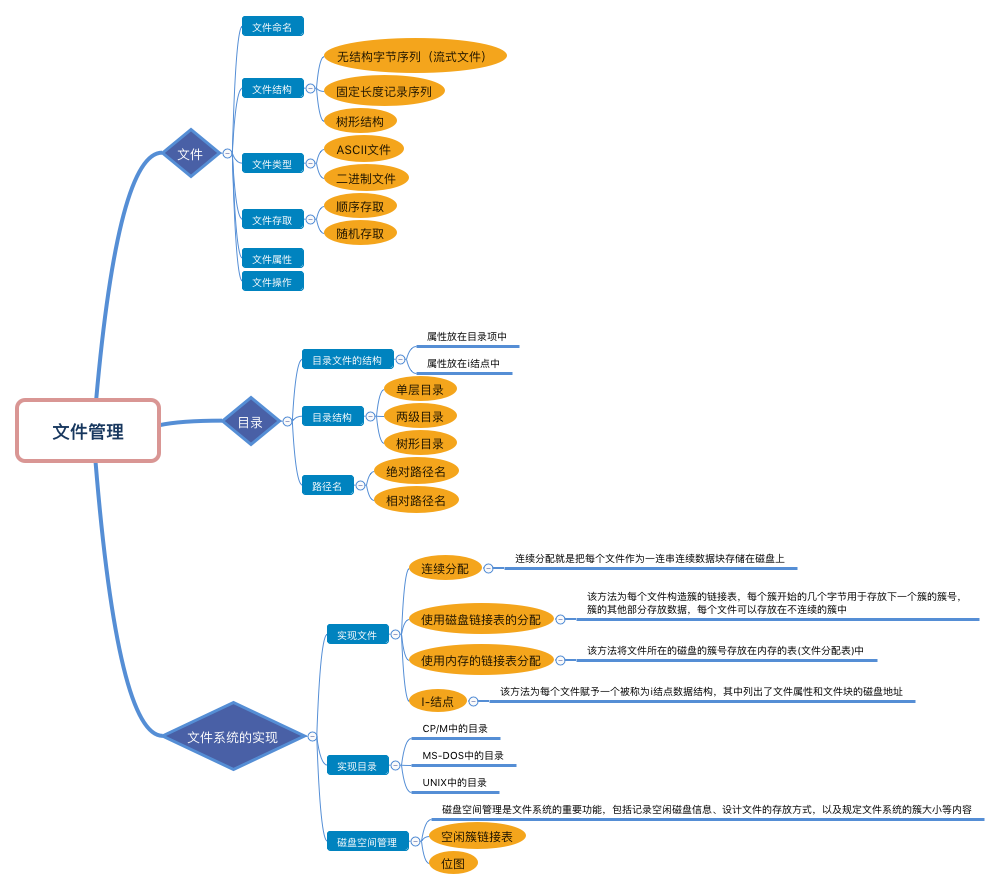 文件管理
文件
文件命名
文件结构
无结构字节序列（流式文件）
固定长度记录序列
树形结构
文件类型
ASCII文件
二进制文件
文件存取
顺序存取
随机存取
文件属性
文件操作
目录
目录文件的结构
属性放在目录项中
属性放在i结点中
目录结构
单层目录
两级目录
树形目录
路径名
绝对路径名
相对路径名
文件系统的实现
实现文件
连续分配
连续分配就是把每个文件作为一连串连续数据块存储在磁盘上
使用磁盘链接表的分配
该方法为每个文件构造簇的链接表，每个簇开始的几个字节用于存放下一个簇的簇号，
簇的其他部分存放数据，每个文件可以存放在不连续的簇中
使用内存的链接表分配
该方法将文件所在的磁盘的簇号存放在内存的表(文件分配表)中
I-结点
该方法为每个文件赋予一个被称为i结点数据结构，其中列出了文件属性和文件块的磁盘地址
实现目录
CP/M中的目录
MS-DOS中的目录
UNIX中的目录
磁盘空间管理
磁盘空间管理是文件系统的重要功能，包括记录空闲磁盘信息、设计文件的存放方式，以及规定文件系统的簇大小等内容
空闲簇链接表
位图